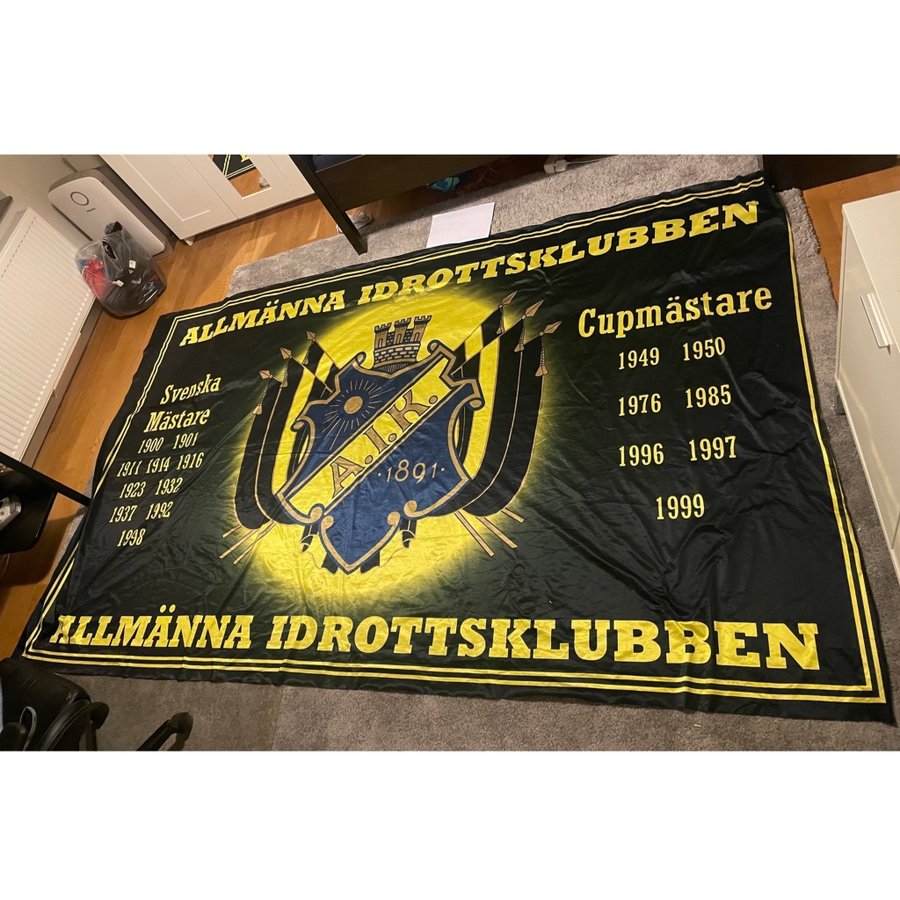 ALLMÄNNA IDROTTSKLUBBEN
Svenska
Mästare
1900 1901
1911 1914 1916
1923 1932
1937 1992
1998
A.I.K.
·1891·
Cupmästare
1949 1950
1976 1985
1996 1997
1999
ALLMÄNNA IDROTTSKLUBBEN